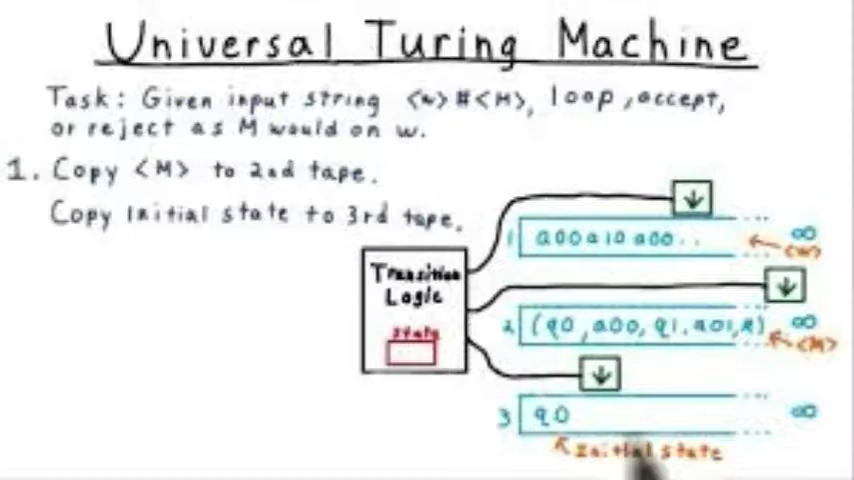 Universal Turing Machine
Task: Given input string <w>#<M>, loop, accept,
or reject as M would on w.
1. Copy <M> to 2nd tape.
Copy initial state to 3rd tape.
Transition
Logic
state
1 a00a10a00.. ∞
<w>
2 (q0, a00, q1, a01, R) ∞
<M>
3 q0 ∞
Initial state